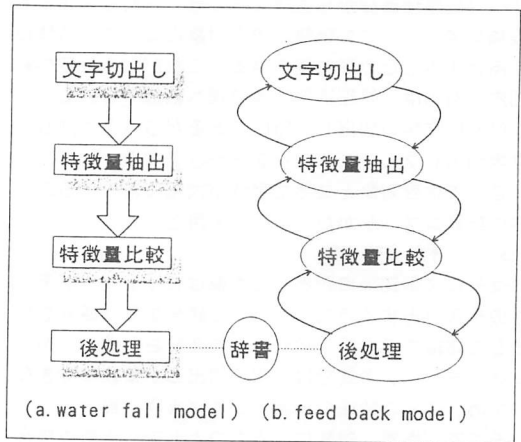 文字切出し
特徴量抽出
特徴量比較
後処理
辞書
文字切出し
特徴量抽出
特徴量比較
後処理
(a.water fall model)
(b.feed back model)